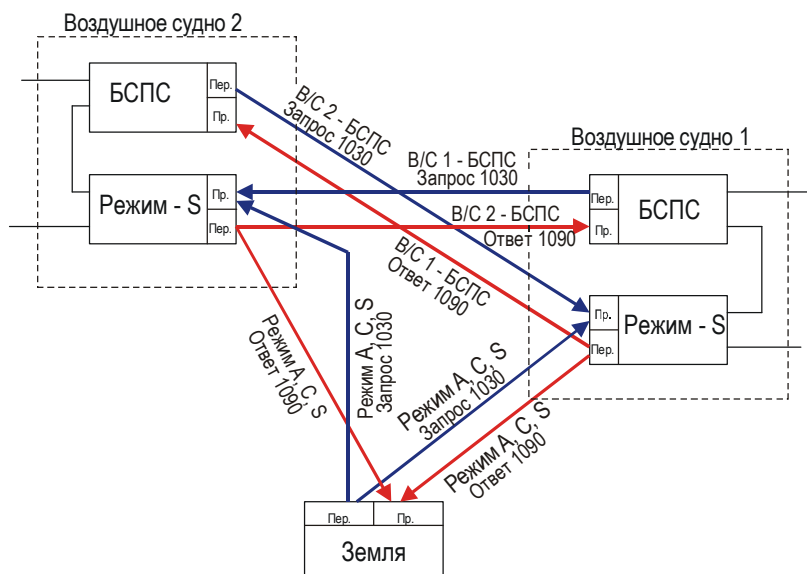 Воздушное судно 2
БСПС
Пер.
Пр.
Режим - S
Пр.
Пер.
В/С 2 - БСПС
Запрос 1030
В/С 1 - БСПС
Запрос 1030
Воздушное судно 1
Пер.
Пр.
БСПС
В/С 2 - БСПС
Ответ 1090
В/С 1 - БСПС
Ответ 1090
Пр.
Пер.
Режим - S
Режим A, C, S
Ответ 1090
Режим A, C, S
Запрос 1030
Режим A, C, S
Запрос 1030
Режим A, C, S
Ответ 1090
Пер.
Пр.
Земля